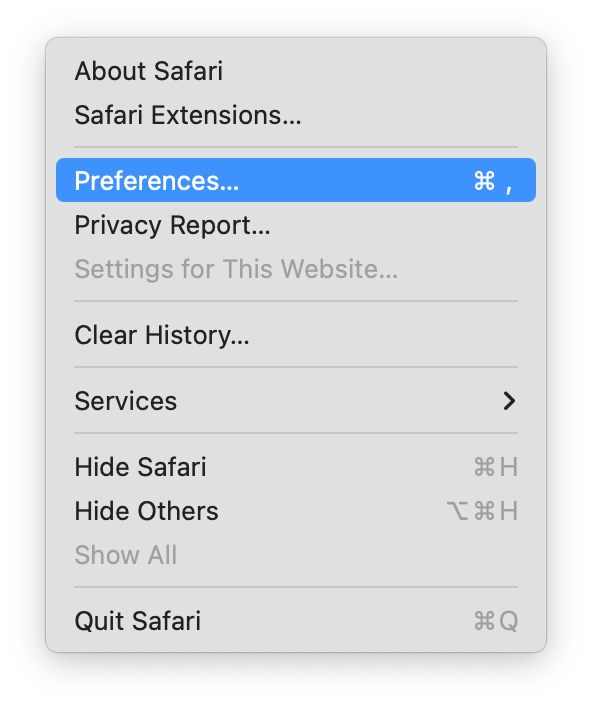 About Safari
Safari Extensions...
Preferences... ⌘ ,
Privacy Report...
Settings for This Website...
Clear History...
Services
Hide Safari ⌘H
Hide Others ⌥⌘H
Show All
Quit Safari ⌘Q